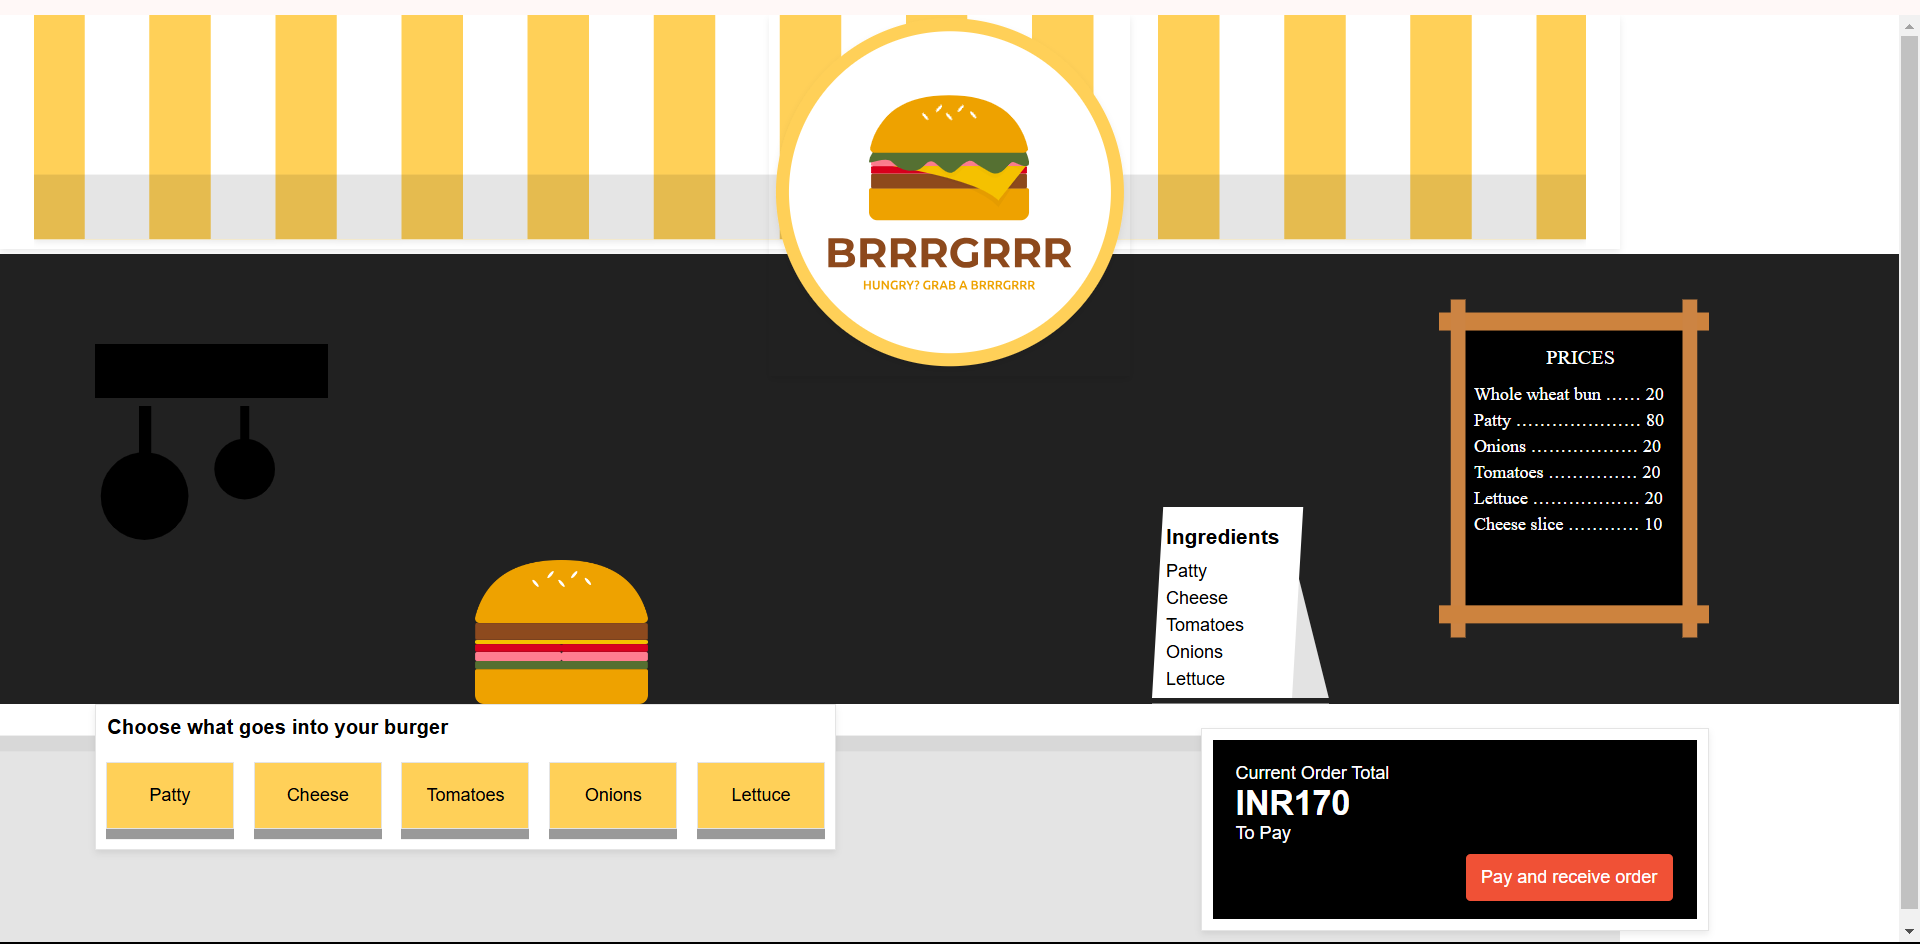 BRRRGRRR
HUNGRY? GRAB A BRRRGRRR
PRICES
Whole wheat bun …… 20
Patty ………………… 80
Onions ……………… 20
Tomatoes …………… 20
Lettuce ……………… 20
Cheese slice ………… 10
Ingredients
Patty
Cheese
Tomatoes
Onions
Lettuce
Choose what goes into your burger
Patty
Cheese
Tomatoes
Onions
Lettuce
Current Order Total
INR170
To Pay
Pay and receive order